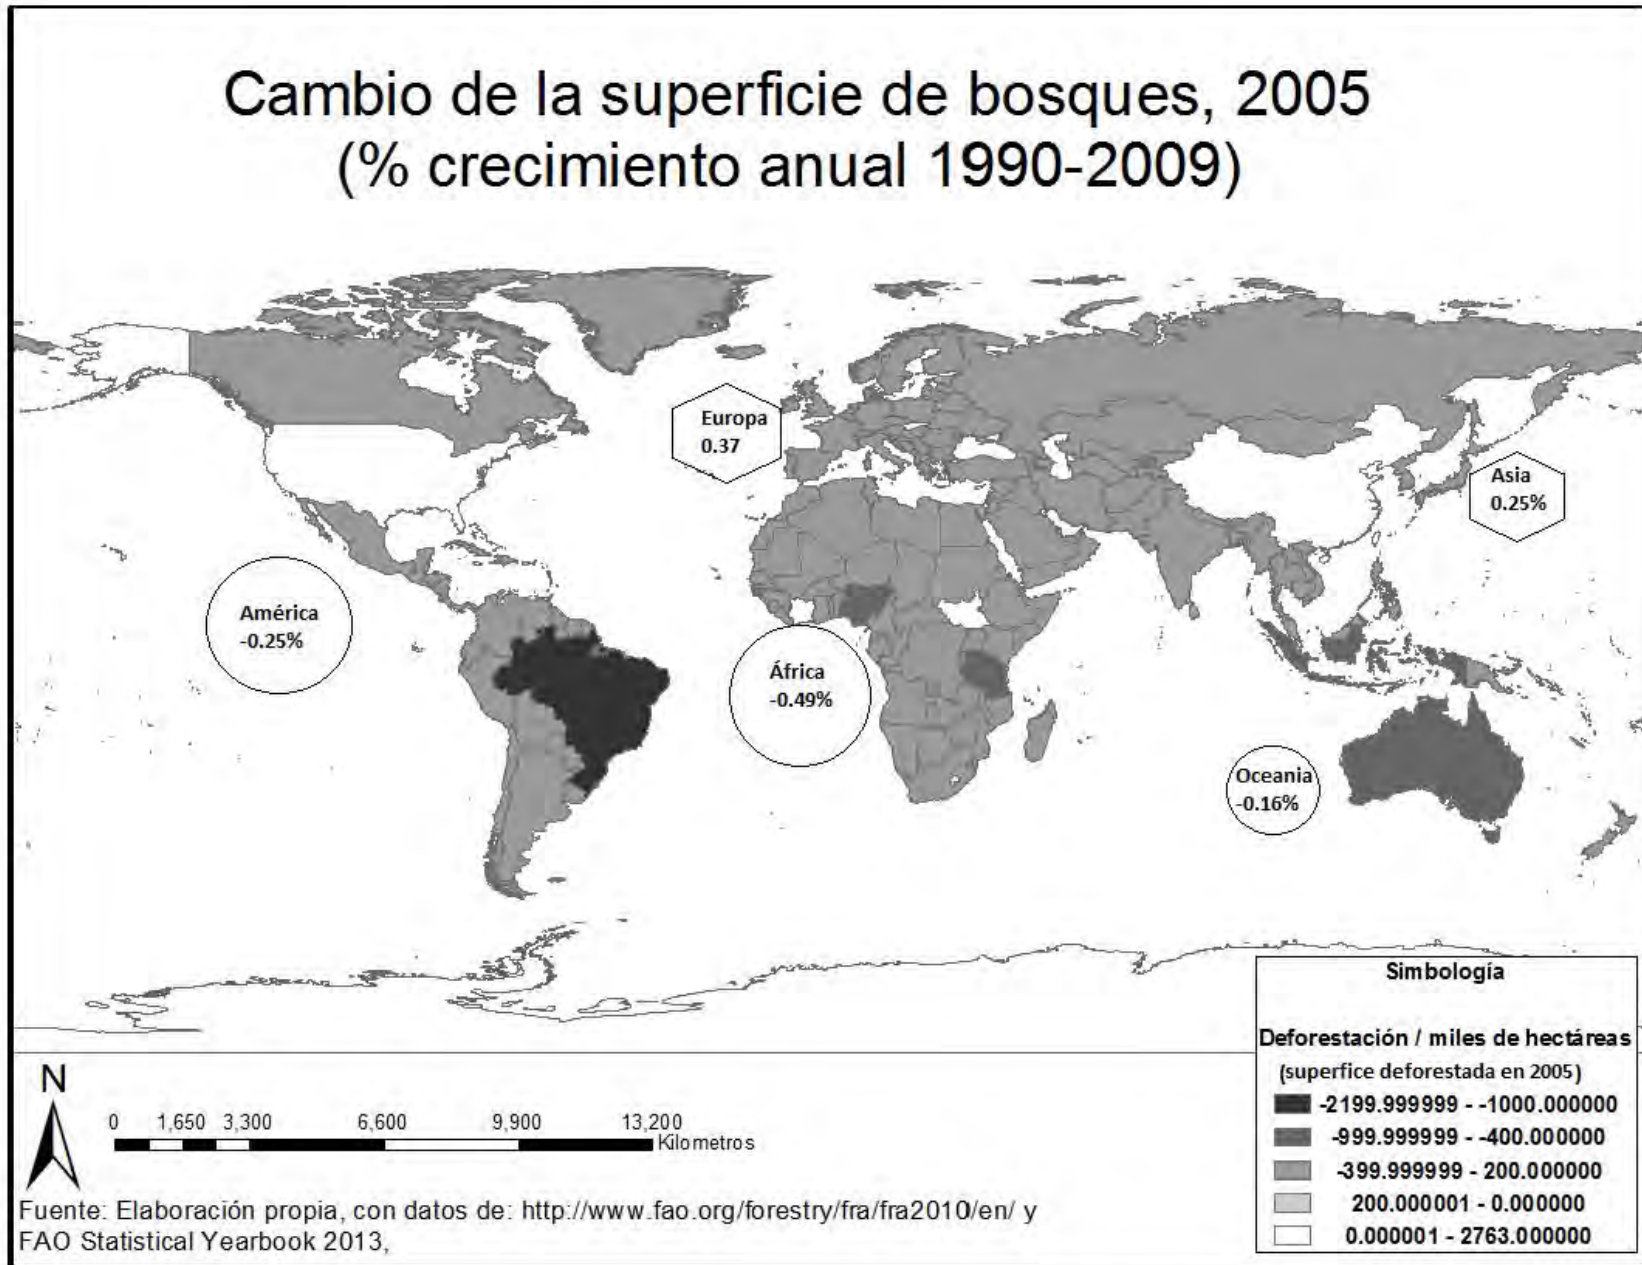 Cambio de la superficie de bosques, 2005
(% crecimiento anual 1990-2009)
Europa
0.37
Asia
0.25%
América
-0.25%
África
-0.49%
Oceania
-0.16%
Simbología
Deforestación / miles de hectáreas
(superfice deforestada en 2005)
-2199.999999 - -1000.000000
-999.999999 - -400.000000
-399.999999 - 200.000000
200.000001 - 0.000000
0.000001 - 2763.000000
N
0 1,650 3,300 6,600 9,900 13,200
Kilometros
Fuente: Elaboración propia, con datos de: http://www.fao.org/forestry/fra/fra2010/en/ y
FAO Statistical Yearbook 2013,